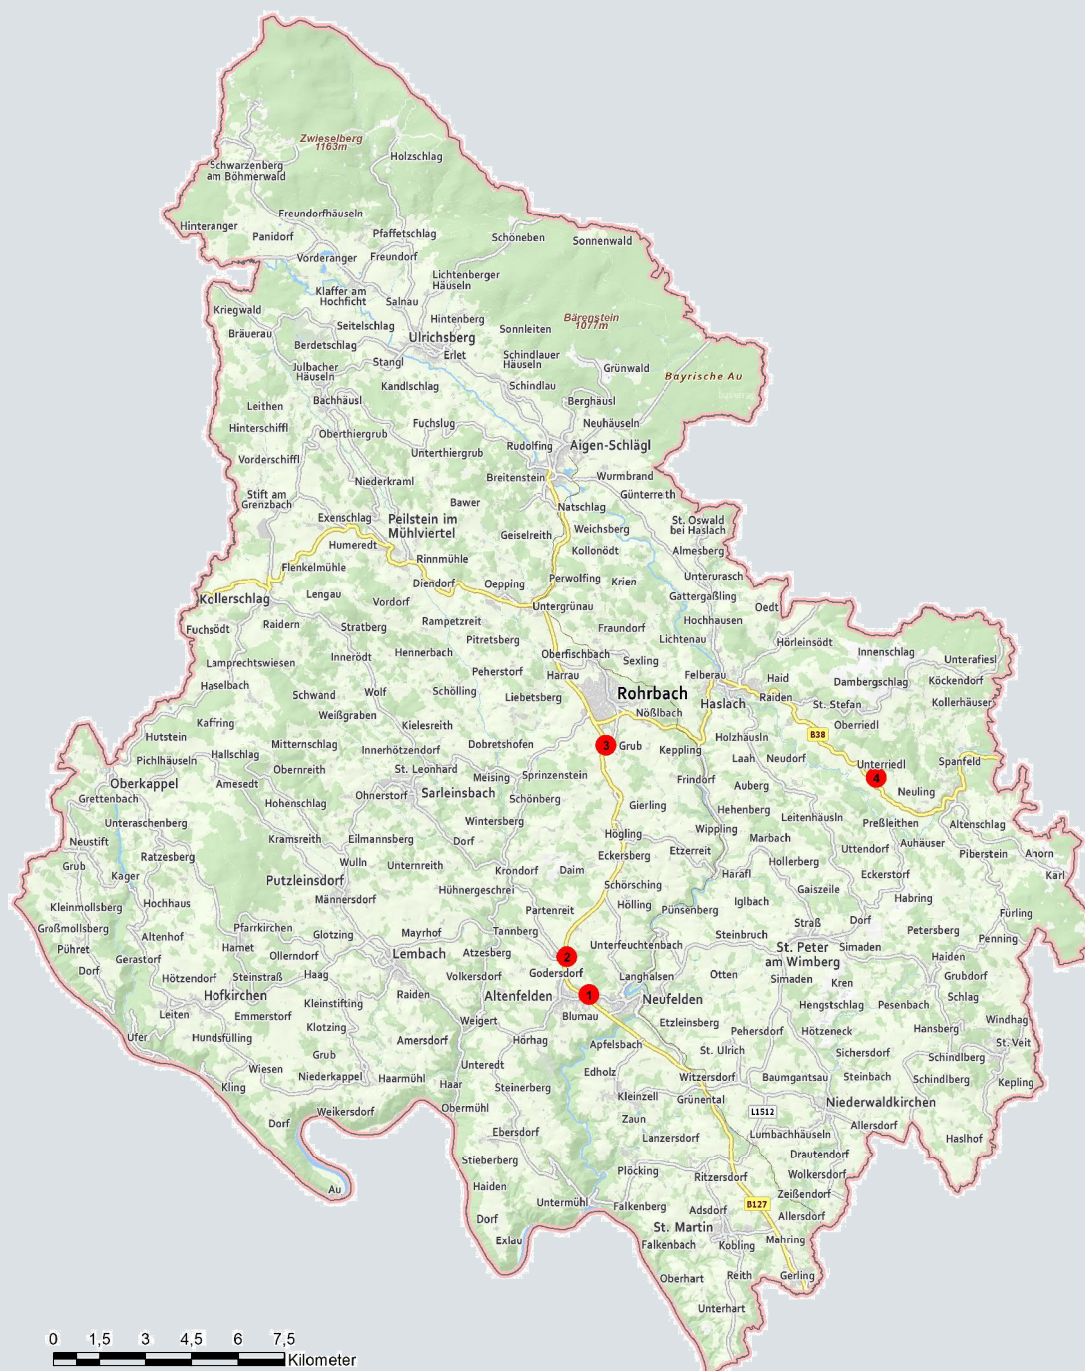 Zwieselberg
1163m
Holzschlag
Schwarzenberg
am Böhmerwald
Freundorfhäuseln
Hinteranger
Panidorf
Pfaffetschlag
Schöneben
Sonnenwald
Vorderanger
Freundorf
Lichtenberger
Häuseln
Klaffer am
Hochficht
Salnau
Kriegwald
Hintenberg
Bärenstein
1077m
Seitelschlag
Sonnleiten
Bräuerau
Ulrichsberg
Berdetschlag
Erlet
Schindlauer
Häuseln
Stangl
Julbacher
Häuseln
Grünwald
Bayrische Au
Kandlschlag
Schindlau
Bachhäusl
Berghäusl
Leithen
Fuchslug
Neuhäuseln
Hinterschiffl
Oberthiergrub
Rudolfing
Aigen-Schlägl
Unterthiergrub
Vorderschiffl
Niederkraml
Breitenstein
Wurmbrand
Stift am
Grenzbach
Günterreth
Bawer
Natschlag
Exenschlag
Peilstein im
Mühlviertel
St. Oswald
bei Haslach
Weichsberg
Geiselreith
Humeredt
Kollonödt
Almesberg
Rinnmühle
Flenkelmühle
Diendorf
Oepping
Perwolfing
Krien
Unterurasch
Kollerschlag
Lengau
Vordorf
Untergrünau
Gattergaßling
Oedt
Fuchsödt
Raidern
Stratberg
Rampetzreit
Fraundorf
Hochhausen
Pitretsberg
Lichtenau
Hörleinsödt
Innerödt
Hennerbach
Oberfischbach
Sexling
Innenschlag
Lamprechtswiesen
Peherstorf
Harrau
Felberau
Haid
Unterafiesl
Haselbach
Schwand
Wolf
Schölling
Liebetsberg
Rohrbach
Raiden
Dambergschlag
Köckendorf
Haslach
St. Stefan
Kollerhäuser
Weißgraben
Nößlbach
Kaffring
Kielesreith
Oberriedl
Hutstein
Mitternschlag
Innerhötzendorf
Dobretshofen
3
Grub
Keppling
Holzhäusln
B38
Pichlhäuseln
Hallschlag
Obernreith
St. Leonhard
Laah
Neudorf
Unterriedl
Spanfeld
Oberkappel
Amesedt
Meising
Sprinzenstein
Frindorf
Auberg
4
Ohnerstorf
Sarleinsbach
Neuling
Grettenbach
Hohenschlag
Schönberg
Gierling
Hehenberg
Leitenhäusln
Unteraschenberg
Wintersberg
Wippling
Preßleithen
Altenschlag
Neustift
Kramsreith
Eilmannsberg
Dorf
Högling
Marbach
Auhäuser
Ratzesberg
Eckersberg
Etzerreit
Uttendorf
Piberstein
Ahorn
Grub
Wulln
Unternreith
Krondorf
Daim
Hollerberg
Kager
Putzleinsdorf
Harafl
Eckerstorf
Karl
Hühnergeschrei
Schörsching
Gaiszeile
Kleinmollsberg
Hochhaus
Männersdorf
Partenreit
Hölling
Pünsenberg
Iglbach
Habring
Großmollsberg
Pfarrkirchen
Tannberg
Straß
Dorf
Fürling
Altenhof
Glotzing
Mayrhof
Steinbruch
Petersberg
Pühret
Hamet
Unterfeuchtenbach
St. Peter
am Wimberg
Simaden
Penning
Lembach
Atzesberg
2
Gerastorf
Ollerndorf
Haiden
Dorf
Hötzendorf
Steinstraß
Haag
Volkersdorf
Godersdorf
Langhalsen
Otten
Simaden
Kren
Grubdorf
Hofkirchen
Raiden
Altenfelden
1
Neufelden
Hengstschlag
Pesenbach
Schlag
Kleinstifting
Leiten
Emmerstorf
Weigert
Blumau
Etzleinsberg
Windhag
Klotzing
Pehersdorf
Hötzeneck
Hansberg
Ufer
Hundsfülling
Amersdorf
Hörhag
Apfelsbach
St. Ulrich
St. Veit
Grub
Sichersdorf
Schindlberg
Wiesen
Unteredt
Edholz
Kling
Niederkappel
Haarmühl
Haar
Steinerberg
Witzersdorf
Baumgantsau
Steinbach
Schindlberg
Kepling
Kleinzell
Grünental
Obermühl
Niederwaldkirchen
Weikersdorf
L1512
Dorf
Zaun
Allersdorf
Ebersdorf
Lanzersdorf
Lumbachhäuseln
Haslhof
Drautendorf
Stieberberg
Plöcking
Ritzersdorf
Wolkersdorf
Au
Haiden
Zeißendorf
Untermühl
Falkenberg
Adsdorf
B127
Allersdorf
Dorf
St. Martin
Exlau
Falkenbach
Kobling
Mahring
Oberhart
Reith
Gerling
Unterhart
0 1,5 3 4,5 6 7,5
Kilometer